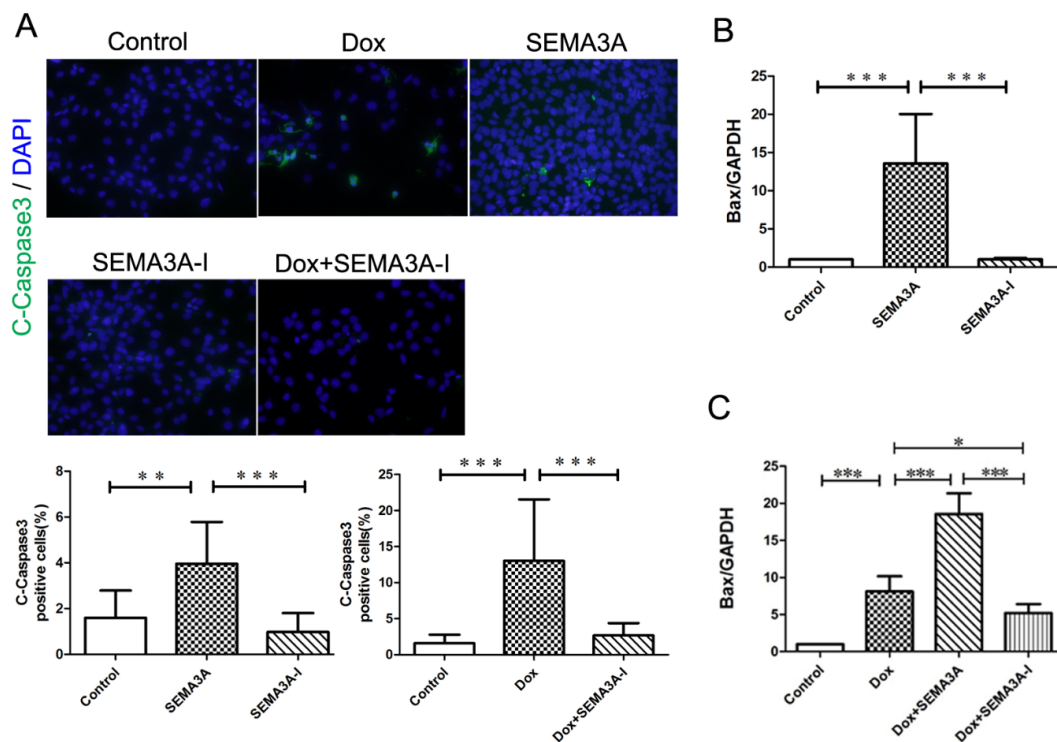 A
Control
Dox
SEMA3A
C-Caspase3 / DAPI
SEMA3A-I
Dox+SEMA3A-I
C-Caspase3
positive cells(%)
8
6
4
2
0
* *
* * *
Control
SEMA3A
SEMA3A-I
C-Caspase3
positive cells(%)
25
20
15
10
5
0
* * *
* * *
Control
Dox
Dox+SEMA3A-I
B
Bax/GAPDH
25
20
15
10
5
0
* * *
* * *
Control
SEMA3A
SEMA3A-I
C
Bax/GAPDH
25
20
15
10
5
0
*
***
***
***
Control
Dox
Dox+SEMA3A
Dox+SEMA3A-I